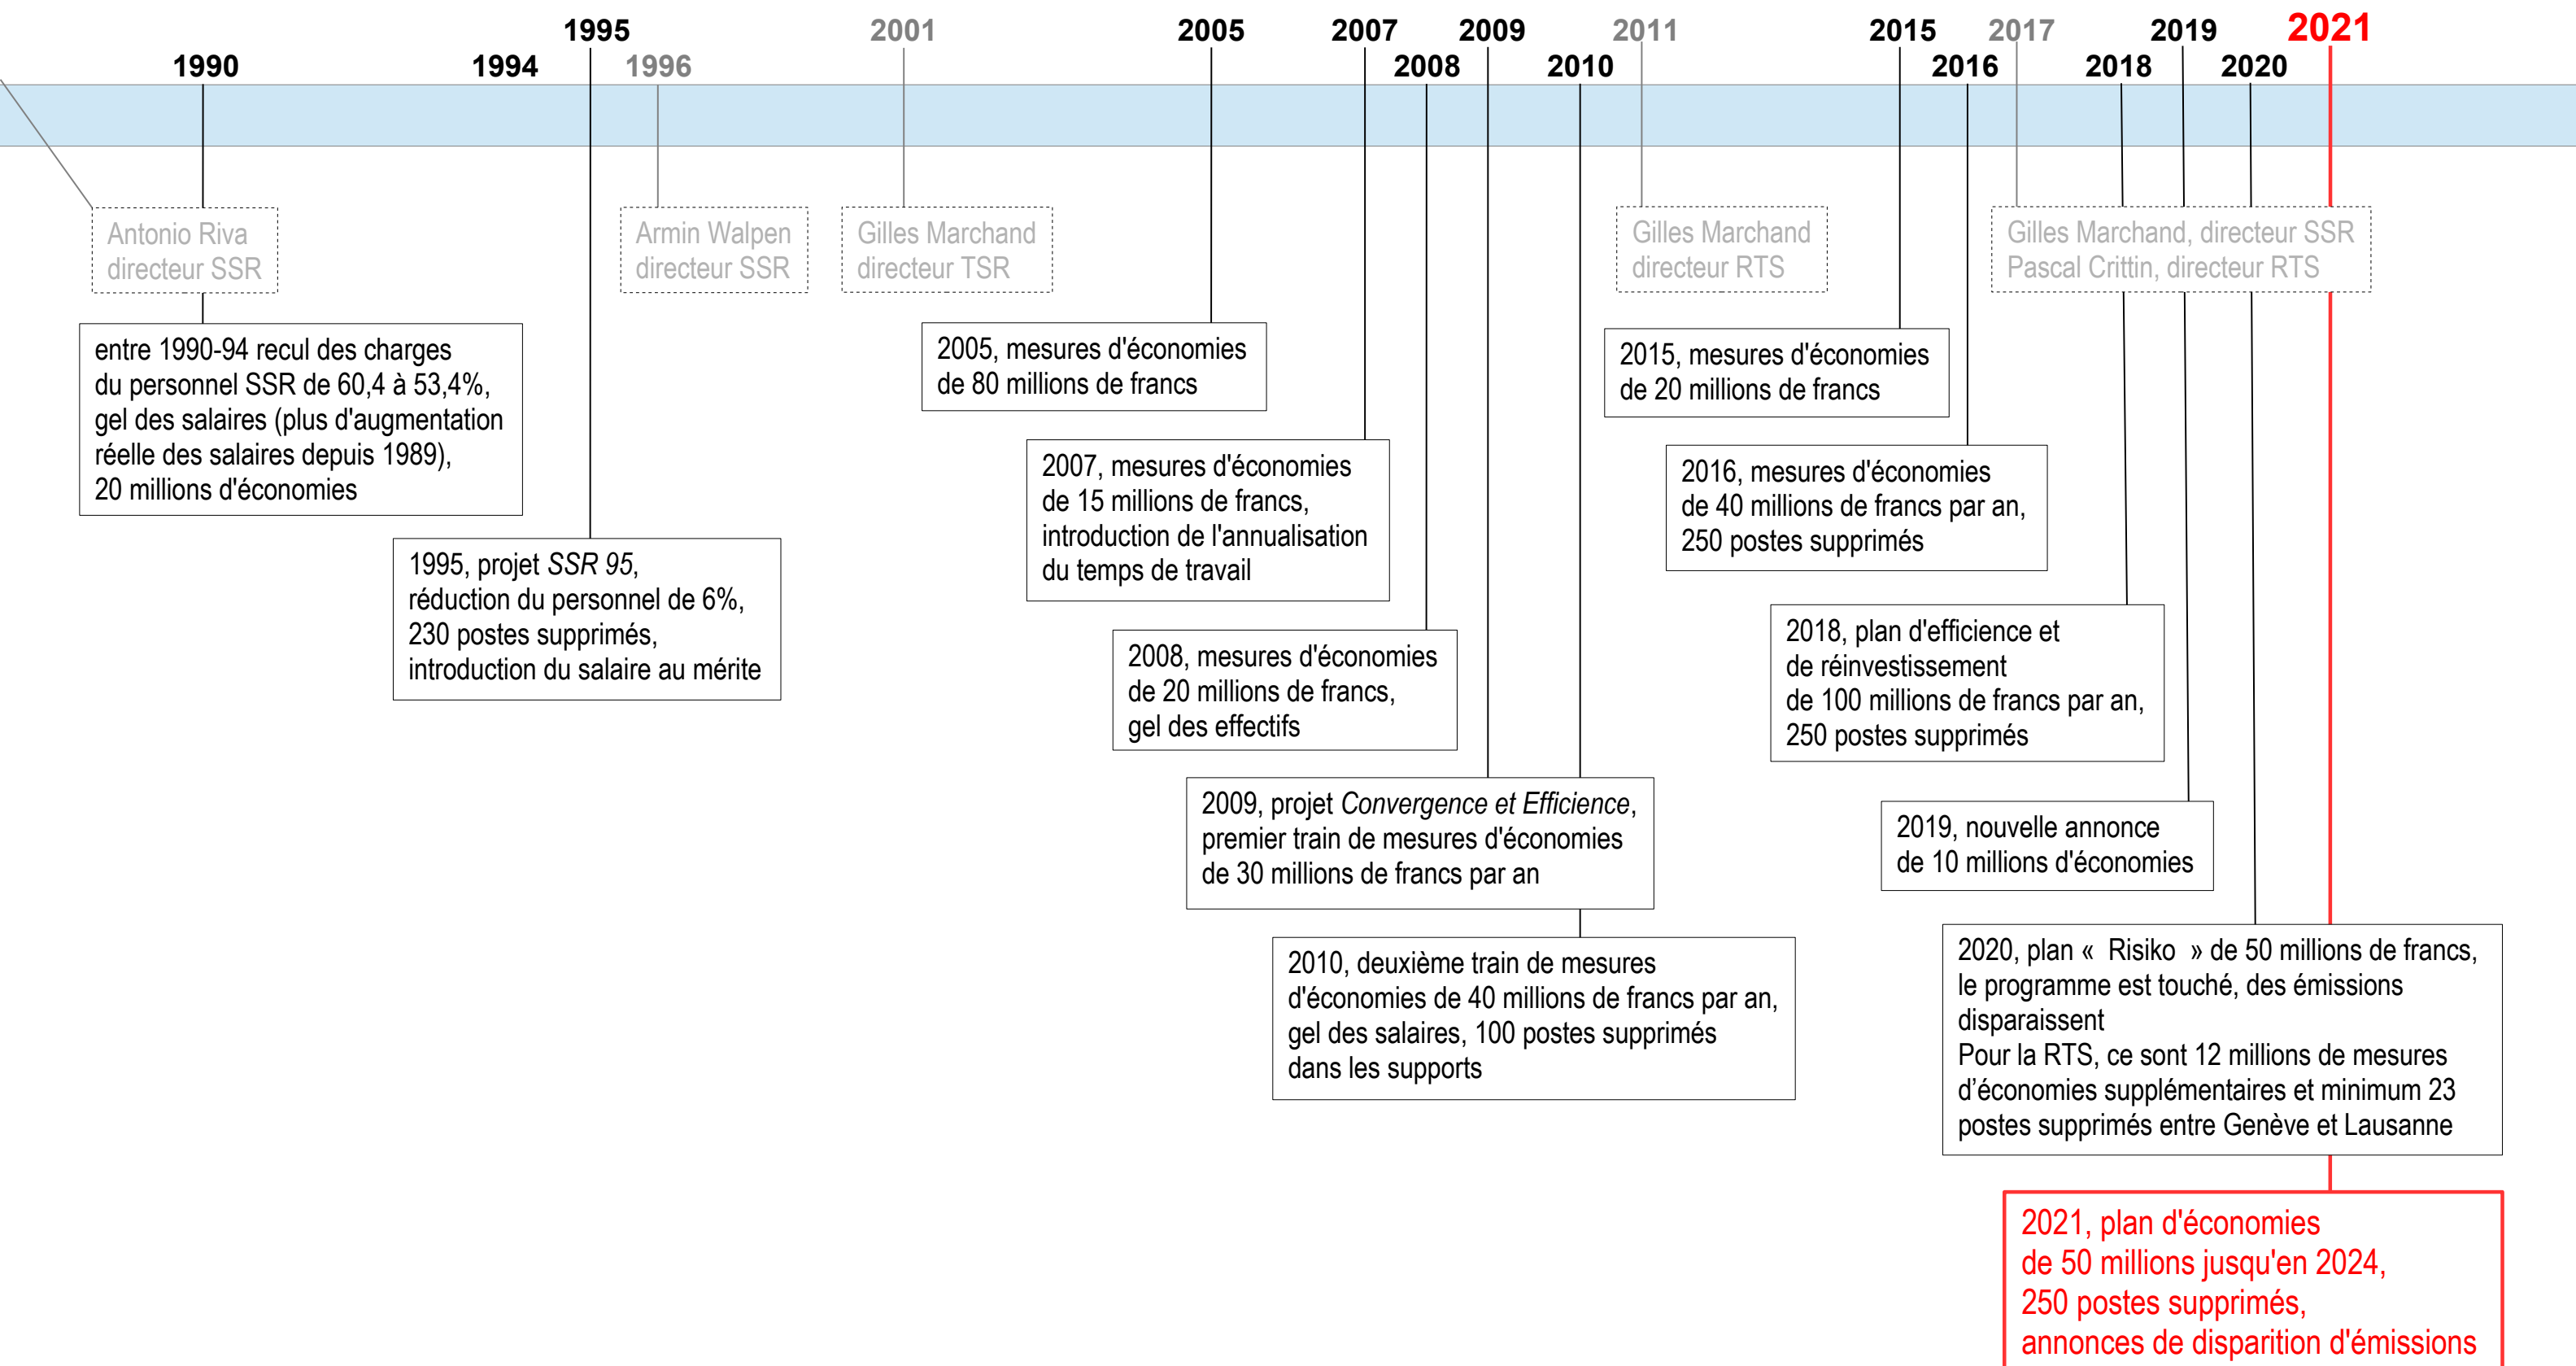 1995
2001
2005
2007
2009
2011
2015
2017
2019
2021
1990
1994
1996
2008
2010
2016
2018
2020
Antonio Riva
directeur SSR
Armin Walpen
directeur SSR
Gilles Marchand
directeur TSR
Gilles Marchand
directeur RTS
Gilles Marchand, directeur SSR
Pascal Crittin, directeur RTS
entre 1990-94 recul des charges
du personnel SSR de 60,4 à 53,4%,
gel des salaires (plus d'augmentation
réelle des salaires depuis 1989),
20 millions d'économies
1995, projet SSR 95,
réduction du personnel de 6%,
230 postes supprimés,
introduction du salaire au mérite
2005, mesures d'économies
de 80 millions de francs
2007, mesures d'économies
de 15 millions de francs,
introduction de l'annualisation
du temps de travail
2008, mesures d'économies
de 20 millions de francs,
gel des effectifs
2009, projet Convergence et Efficience,
premier train de mesures d'économies
de 30 millions de francs par an
2010, deuxième train de mesures
d'économies de 40 millions de francs par an,
gel des salaires, 100 postes supprimés
dans les supports
2015, mesures d'économies
de 20 millions de francs
2016, mesures d'économies
de 40 millions de francs par an,
250 postes supprimés
2018, plan d'efficience et
de réinvestissement
de 100 millions de francs par an,
250 postes supprimés
2019, nouvelle annonce
de 10 millions d'économies
2020, plan « Risiko » de 50 millions de francs,
le programme est touché, des émissions
disparaissent
Pour la RTS, ce sont 12 millions de mesures
d’économies supplémentaires et minimum 23
postes supprimés entre Genève et Lausanne
2021, plan d'économies
de 50 millions jusqu'en 2024,
250 postes supprimés,
annonces de disparition d'émissions